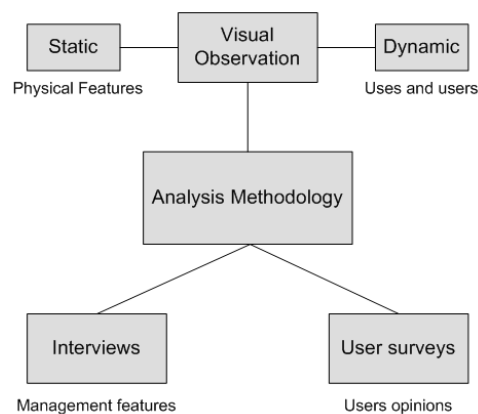 Static
Visual
Observation
Dynamic
Physical Features
Uses and users
Analysis Methodology
Interviews
User surveys
Management features
Users opinions